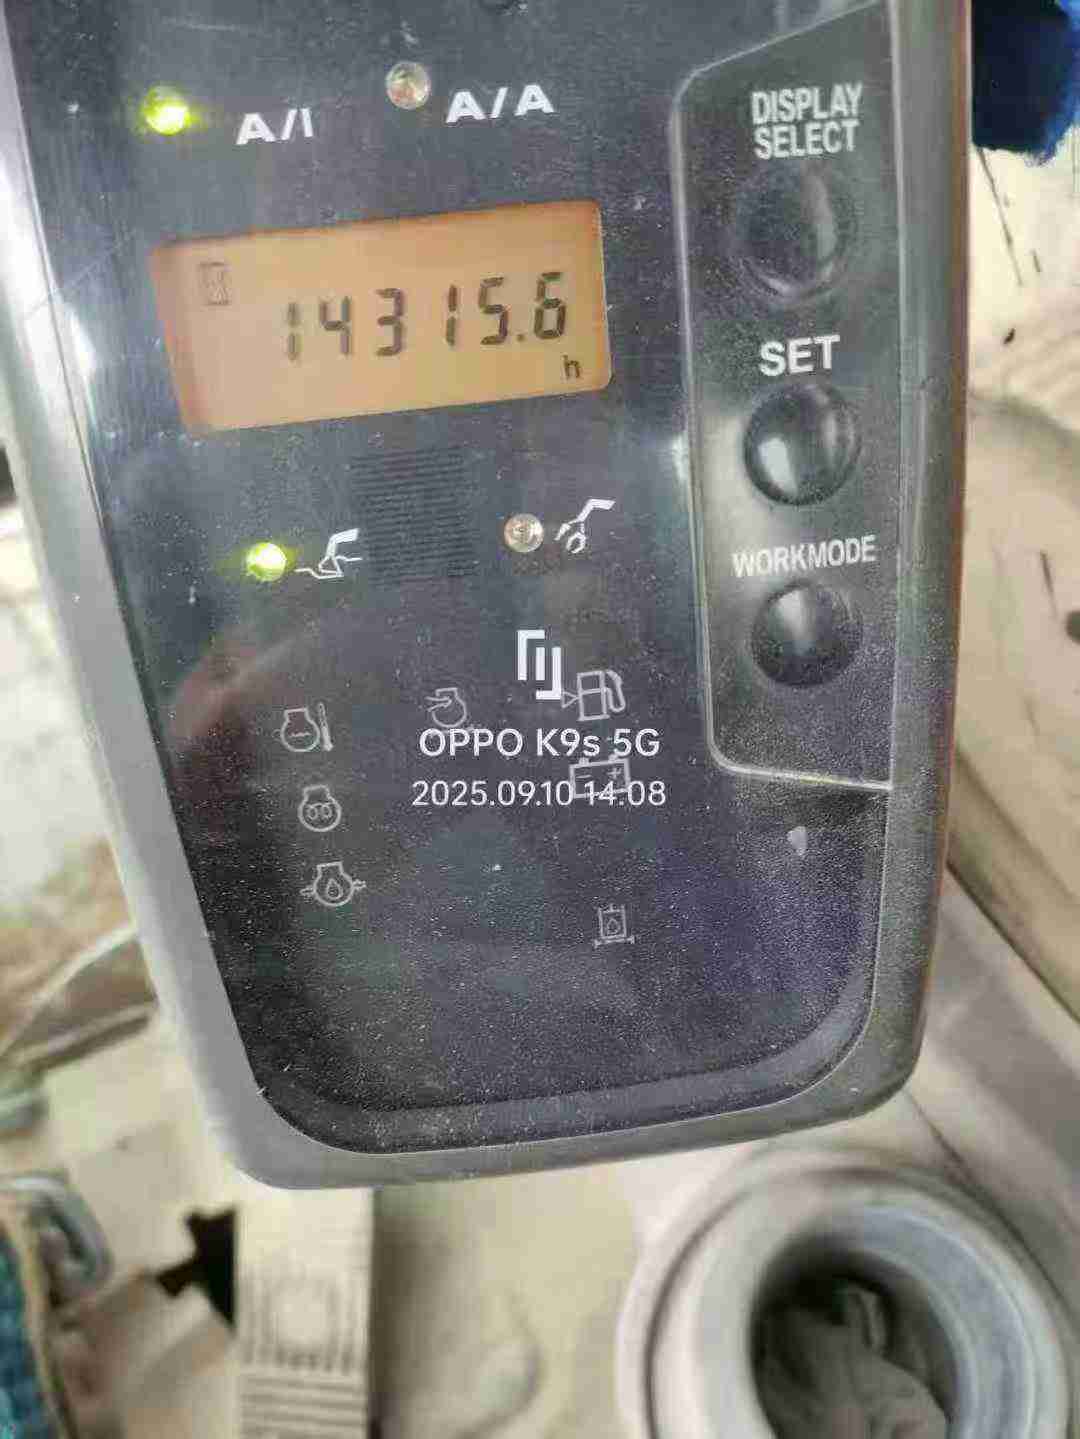 A/I
A/A
DISPLAY
SELECT
14315.6
h
SET
WORKMODE
OPPO K9s 5G
2025.09.10 14:08